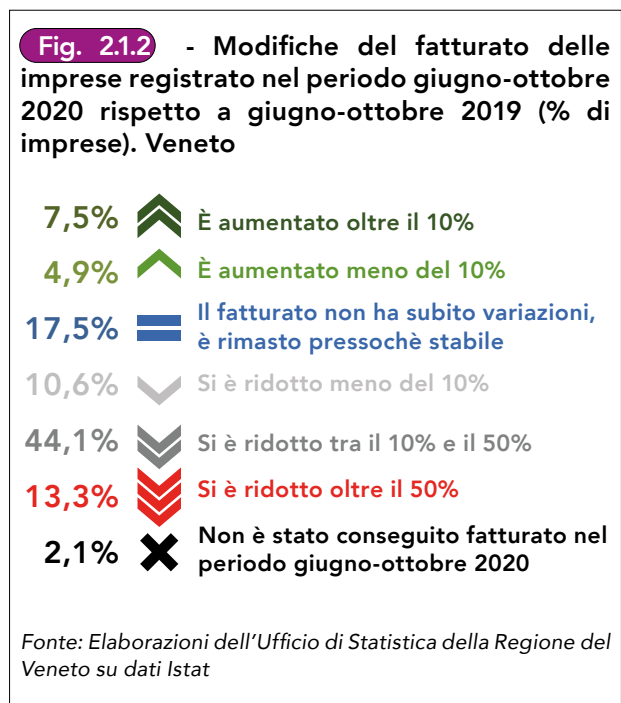 Fig. 2.1.2 - Modifiche del fatturato delle
imprese registrato nel periodo giugno-ottobre
2020 rispetto a giugno-ottobre 2019 (% di
imprese). Veneto
7,5% È aumentato oltre il 10%
4,9% È aumentato meno del 10%
17,5% Il fatturato non ha subito variazioni,
è rimasto pressochè stabile
10,6% Si è ridotto meno del 10%
44,1% Si è ridotto tra il 10% e il 50%
13,3% Si è ridotto oltre il 50%
2,1% Non è stato conseguito fatturato nel
periodo giugno-ottobre 2020
Fonte: Elaborazioni dell'Ufficio di Statistica della Regione del
Veneto su dati Istat